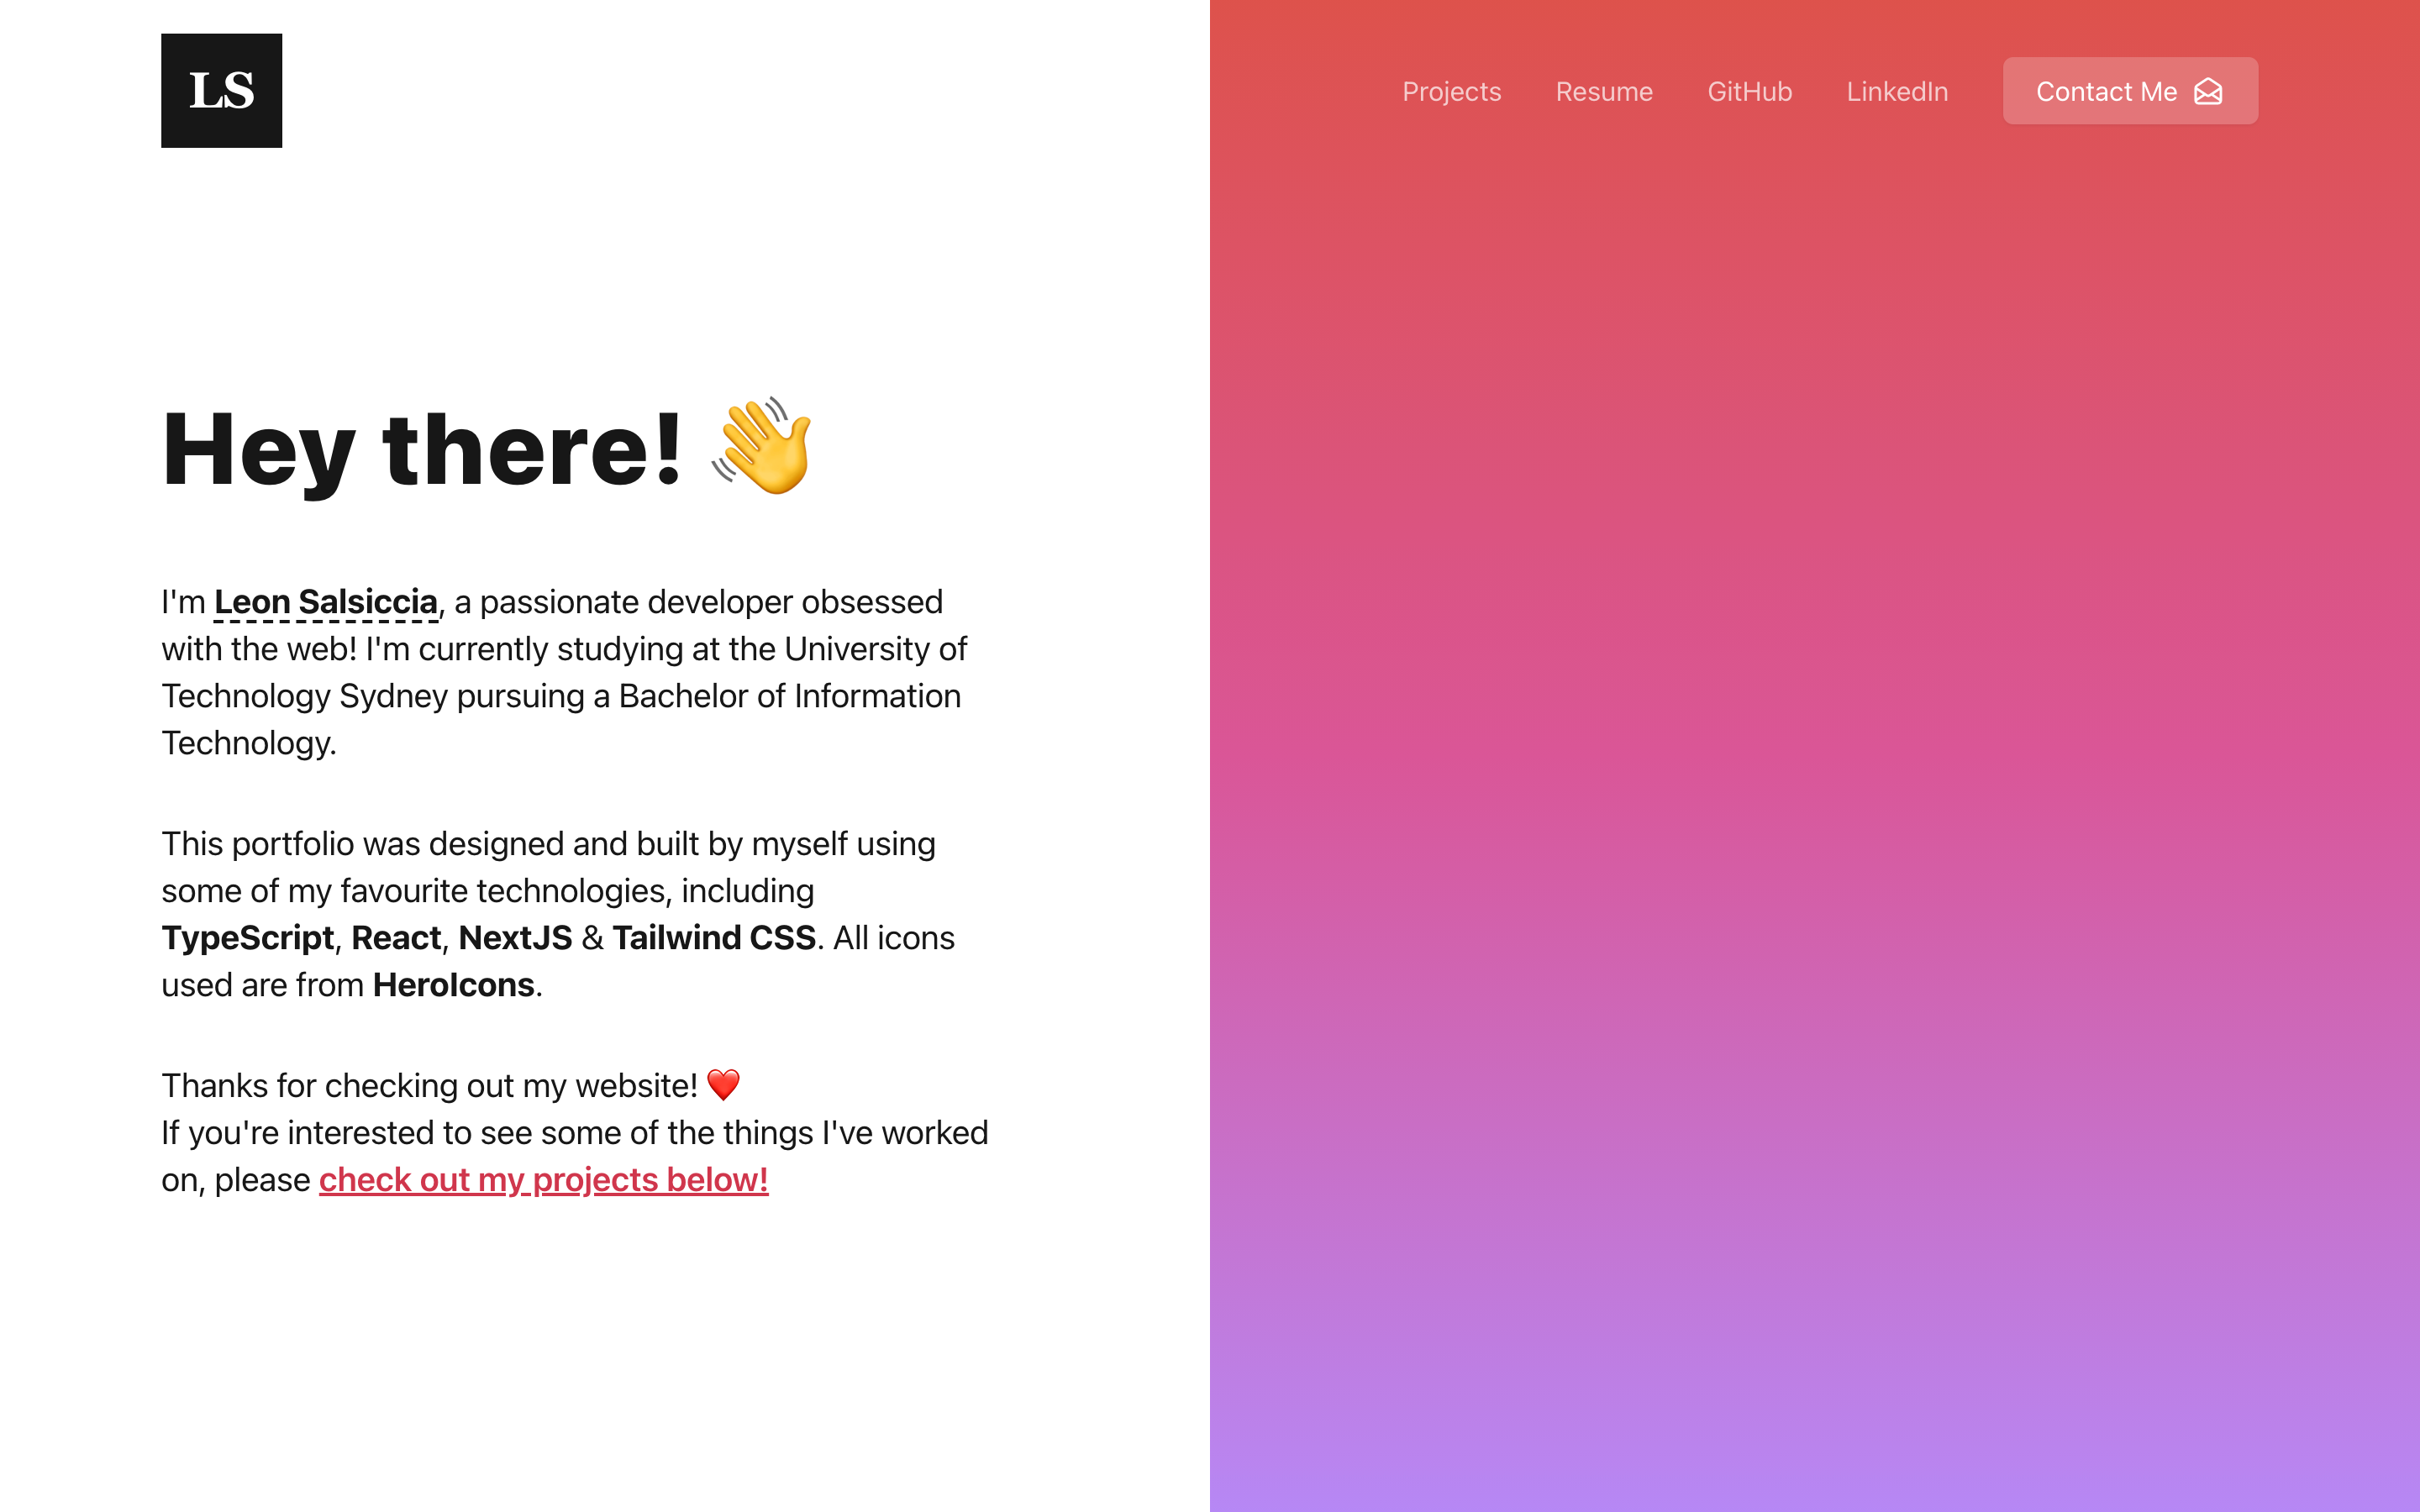 LS
Projects Resume GitHub LinkedIn Contact Me
Hey there! 👋
I'm Leon Salsiccia, a passionate developer obsessed
with the web! I'm currently studying at the University of
Technology Sydney pursuing a Bachelor of Information
Technology.
This portfolio was designed and built by myself using
some of my favourite technologies, including
TypeScript, React, NextJS & Tailwind CSS. All icons
used are from HeroIcons.
Thanks for checking out my website! ❤️
If you're interested to see some of the things I've worked
on, please check out my projects below!